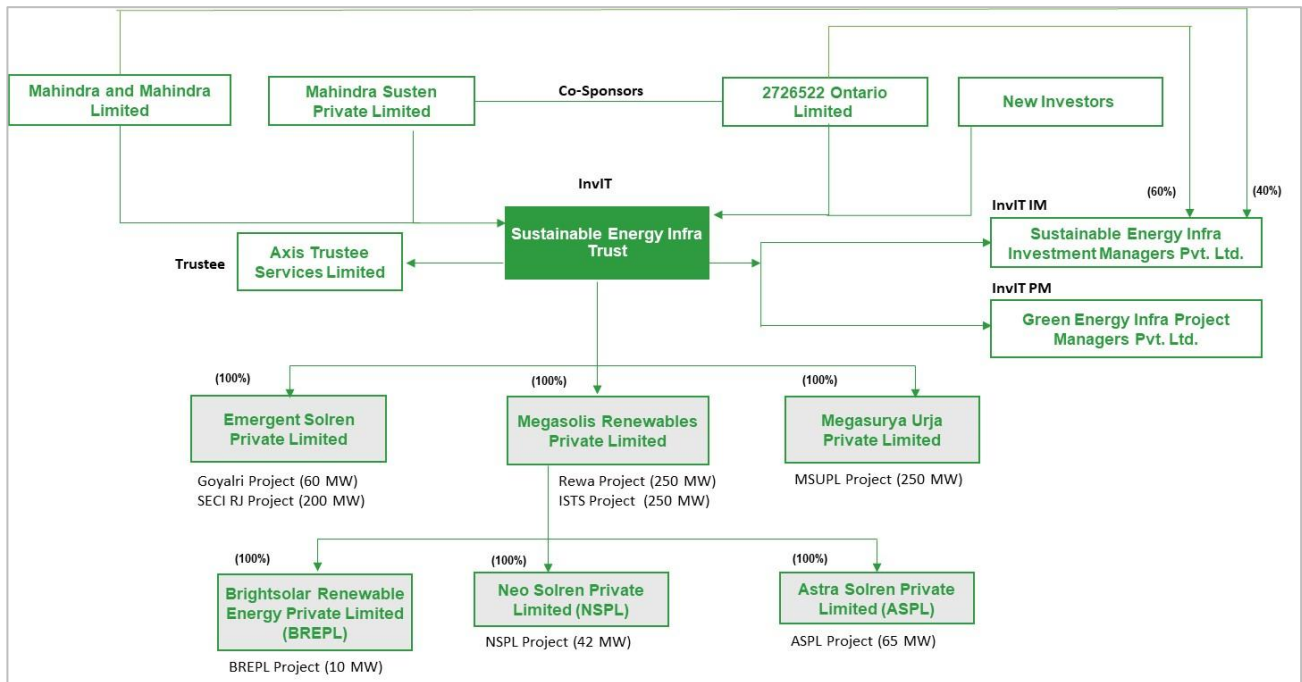 Mahindra and Mahindra
Limited
Mahindra Susten
Private Limited
Co-Sponsors
2726522 Ontario
Limited
New Investors
(60%)
(40%)
InvIT
Sustainable Energy Infra
Trust
Trustee
Axis Trustee
Services Limited
InvIT IM
Sustainable Energy Infra
Investment Managers Pvt. Ltd.
InvIT PM
Green Energy Infra Project
Managers Pvt. Ltd.
(100%)
(100%)
(100%)
Emergent Solren
Private Limited
Megasolis Renewables
Private Limited
Megasurya Urja
Private Limited
Goyalri Project (60 MW)
SECI RJ Project (200 MW)
Rewa Project (250 MW)
ISTS Project (250 MW)
MSUPL Project (250 MW)
(100%)
(100%)
(100%)
Brightsolar Renewable
Energy Private Limited
(BREPL)
Neo Solren Private
Limited (NSPL)
Astra Solren Private
Limited (ASPL)
BREPL Project (10 MW)
NSPL Project (42 MW)
ASPL Project (65 MW)